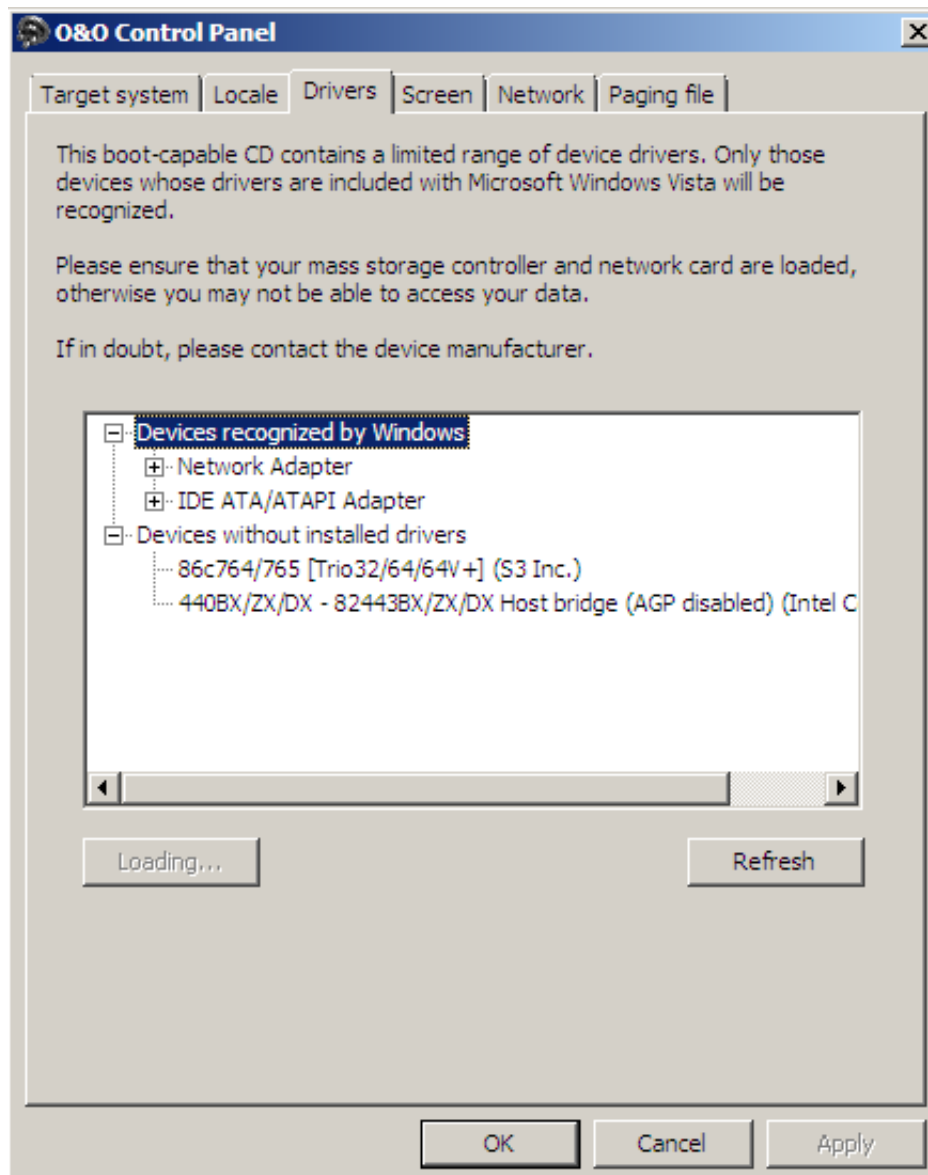 O&O Control Panel
Target system Locale Drivers Screen Network Paging file
This boot-capable CD contains a limited range of device drivers. Only those
devices whose drivers are included with Microsoft Windows Vista will be
recognized.
Please ensure that your mass storage controller and network card are loaded,
otherwise you may not be able to access your data.
If in doubt, please contact the device manufacturer.
Devices recognized by Windows
Network Adapter
IDE ATA/ATAPI Adapter
Devices without installed drivers
86c764/765 [Trio32/64/64V+] (S3 Inc.)
440BX/ZX/DX - 82443BX/ZX/DX Host bridge (AGP disabled) (Intel C
Loading... Refresh
OK Cancel Apply